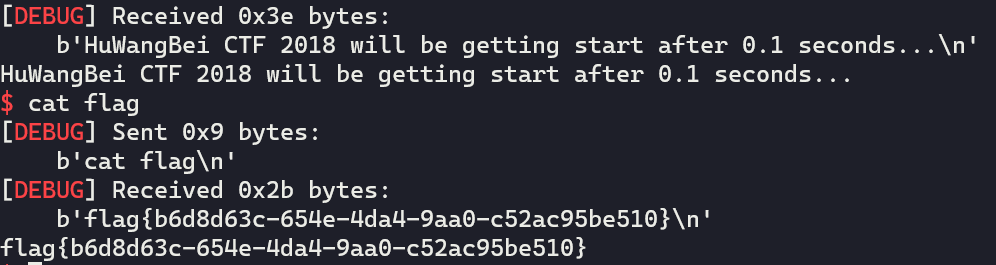 [DEBUG] Received 0x3e bytes:
    b'HuWangBei CTF 2018 will be getting start after 0.1 seconds...\n'
HuWangBei CTF 2018 will be getting start after 0.1 seconds...
$ cat flag
[DEBUG] Sent 0x9 bytes:
    b'cat flag\n'
[DEBUG] Received 0x2b bytes:
    b'flag{b6d8d63c-654e-4da4-9aa0-c52ac95be510}\n'
flag{b6d8d63c-654e-4da4-9aa0-c52ac95be510}